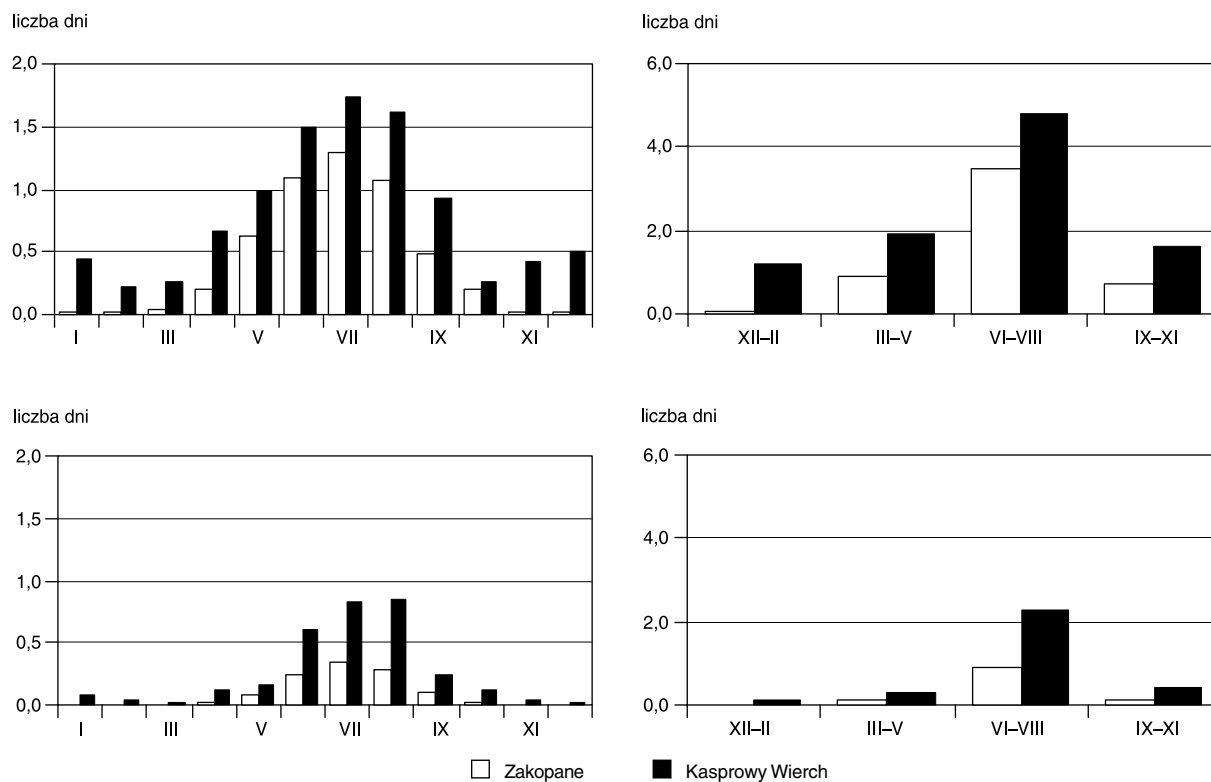 liczba dni
2,0
1,5
1,0
0,5
0,0
I III V VII IX XI
liczba dni
6,0
4,0
2,0
0,0
XII–II III–V VI–VIII IX–XI
liczba dni
2,0
1,5
1,0
0,5
0,0
I III V VII IX XI
liczba dni
6,0
4,0
2,0
0,0
XII–II III–V VI–VIII IX–XI
Zakopane Kasprowy Wierch